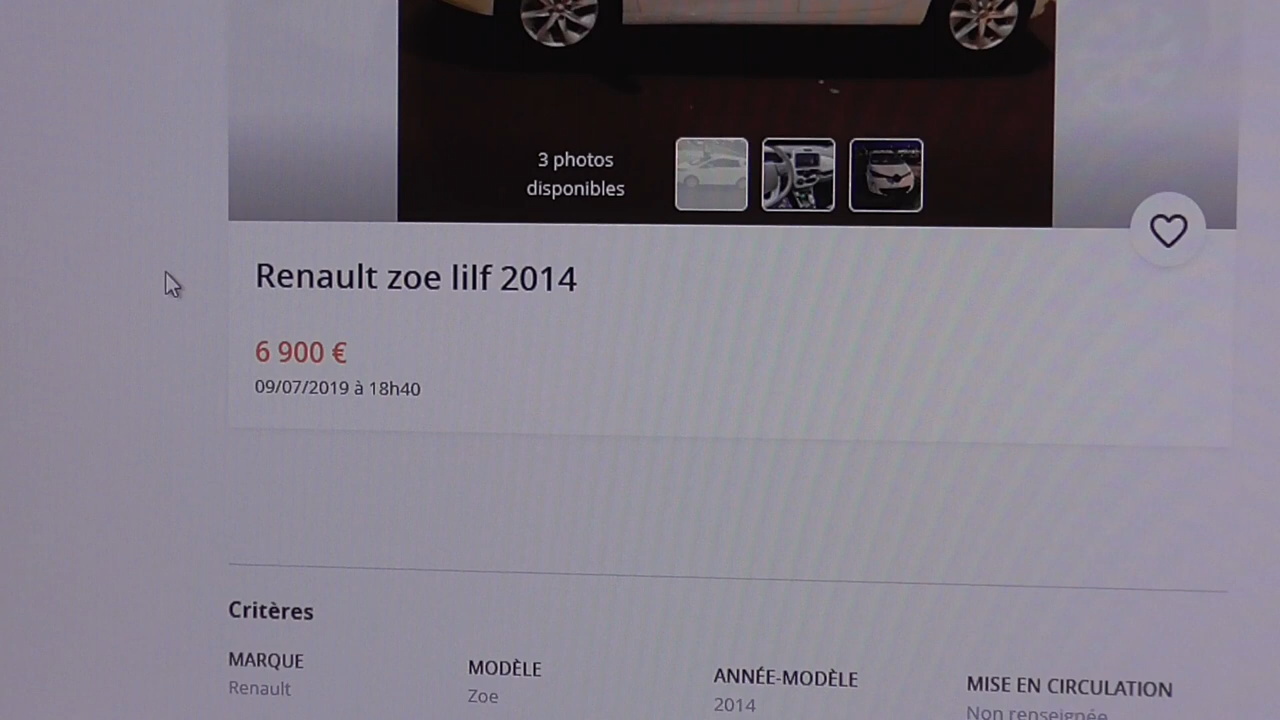 3 photos
disponibles
Renault zoe lilf 2014
6 900 €
09/07/2019 à 18h40
Critères
MARQUE
Renault
MODÈLE
Zoe
ANNÉE-MODÈLE
2014
MISE EN CIRCULATION
Non renseignée